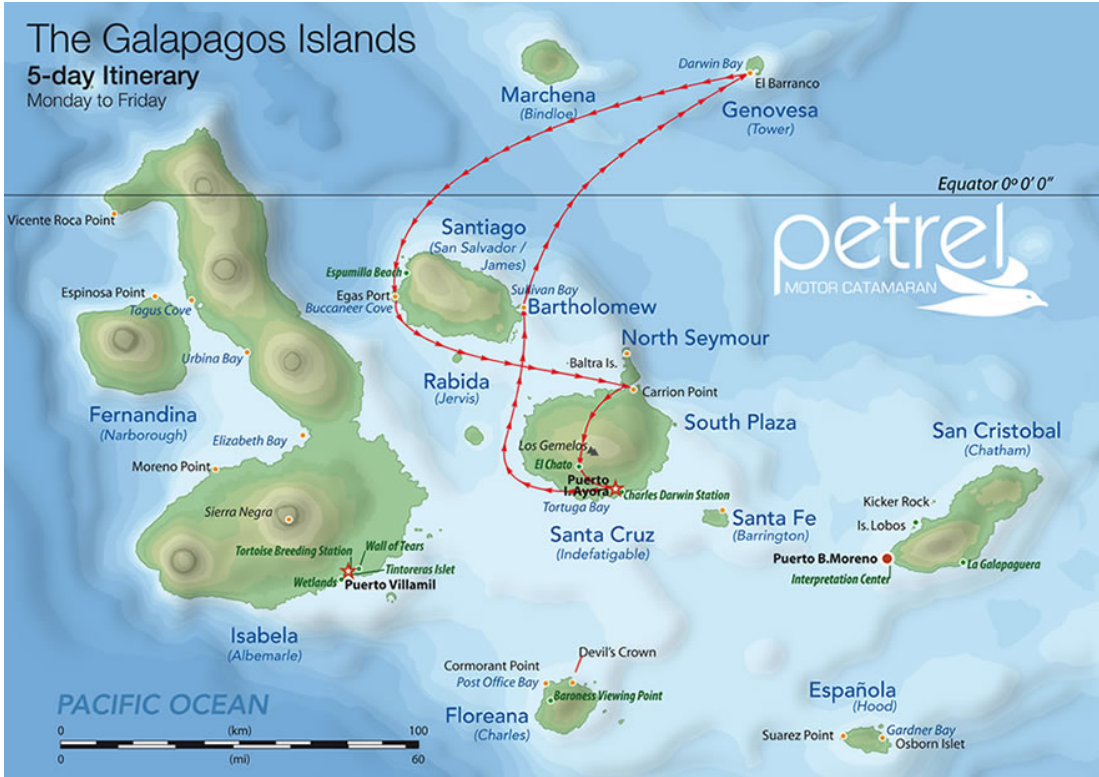 The Galapagos Islands
5-day Itinerary
Monday to Friday
Marchena
(Bindloe)
Darwin Bay
El Barranco
Genovesa
(Tower)
Equator 0º 0' 0"
petrel
MOTOR CATAMARAN
Vicente Roca Point
Santiago
(San Salvador /
James)
Espumilla Beach
Egas Port
Buccaneer Cove
Sullivan Bay
Bartholomew
Espinosa Point
Tagus Cove
Urbina Bay
North Seymour
Baltra Is.
Carrion Point
Rabida
(Jervis)
Fernandina
(Narborough)
Elizabeth Bay
Moreno Point
South Plaza
Los Gemelos
El Chato
Puerto
I.Ayora
Charles Darwin Station
Tortuga Bay
Santa Cruz
(Indefatigable)
San Cristobal
(Chatham)
Kicker Rock
Is. Lobos
Santa Fe
(Barrington)
Puerto B.Moreno
Interpretation Center
La Galapaguera
Sierra Negra
Tortoise Breeding Station
Wall of Tears
Tintoreras Islet
Wetlands
Puerto Villamil
Isabela
(Albemarle)
Devil's Crown
Cormorant Point
Post Office Bay
Baroness Viewing Point
Floreana
(Charles)
Española
(Hood)
Suarez Point
Gardner Bay
Osborn Islet
PACIFIC OCEAN
0 (km) 100
0 (mi) 60